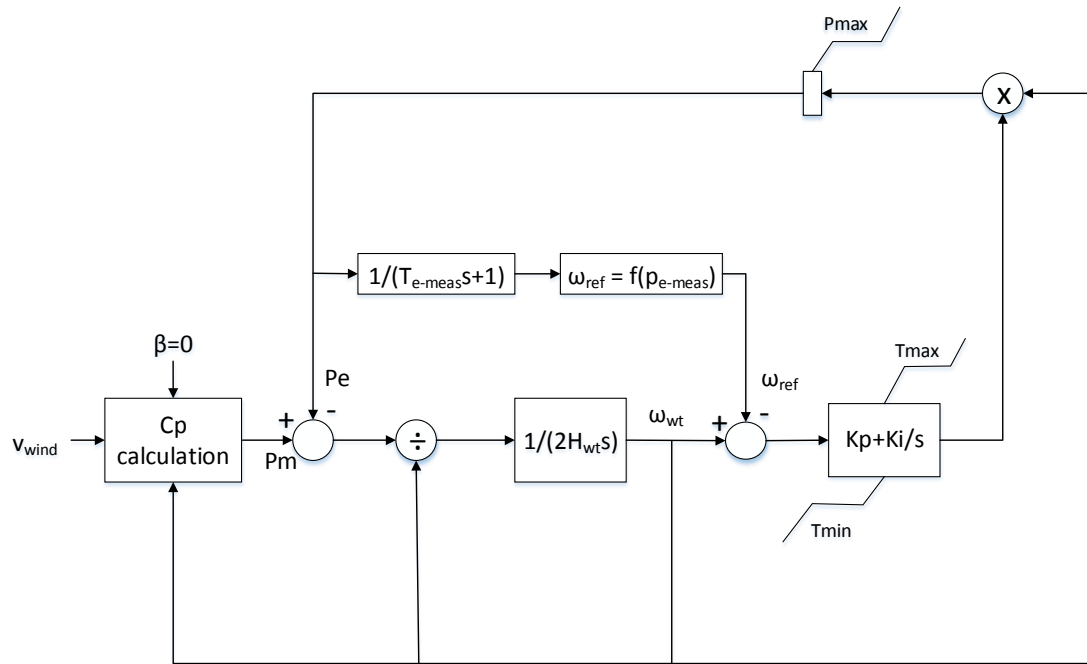 Pmax
X
1/(Te-meas s+1)
ωref = f(pe-meas)
β=0
Pe
Tmax
ωref
+
-
ωwt
+
-
vwind
Cp
calculation
Pm
÷
1/(2Hwts)
Kp+Ki/s
Tmin